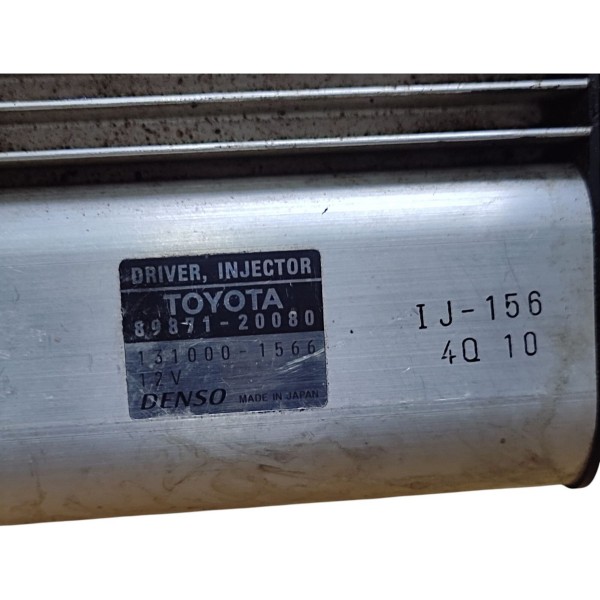 DRIVER, INJECTOR
TOYOTA
89871-20080
131000-1566
12V
DENSO MADE IN JAPAN
IJ-156
4Q 10